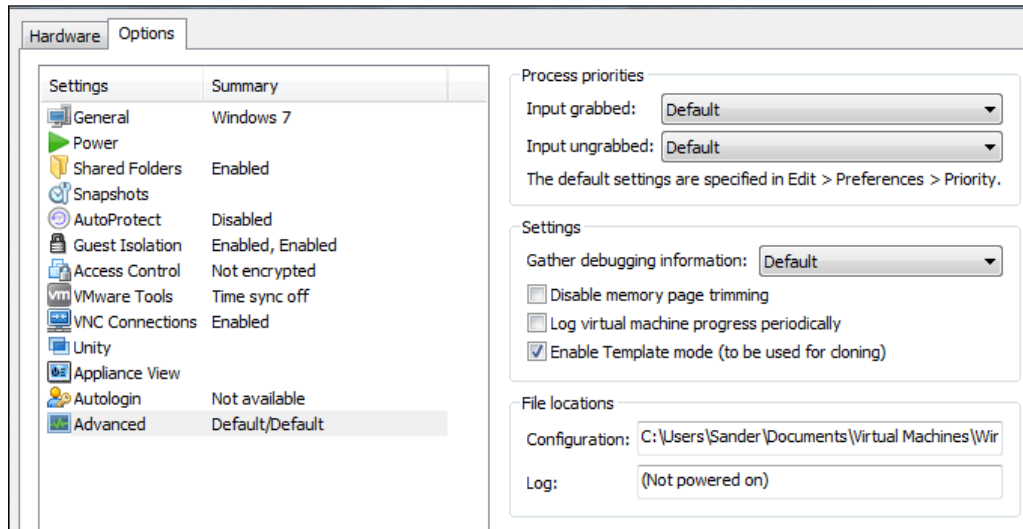 Hardware Options
Settings Summary
General Windows 7
Power
Shared Folders Enabled
Snapshots
AutoProtect Disabled
Guest Isolation Enabled, Enabled
Access Control Not encrypted
vm VMware Tools Time sync off
VNC Connections Enabled
Unity
Appliance View
Autologin Not available
Advanced Default/Default
Process priorities
Input grabbed: Default
Input ungrabbed: Default
The default settings are specified in Edit > Preferences > Priority.
Settings
Gather debugging information: Default
Disable memory page trimming
Log virtual machine progress periodically
Enable Template mode (to be used for cloning)
File locations
Configuration: C:\Users\Sander\Documents\Virtual Machines\Wir
Log: (Not powered on)